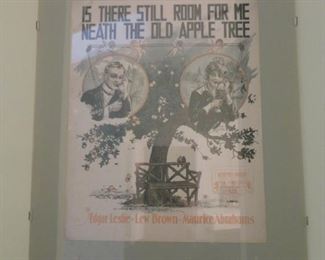 IS THERE STILL ROOM FOR ME
NEATH THE OLD APPLE TREE
Edgar Leslie - Lew Brown - Maurice Abrahams